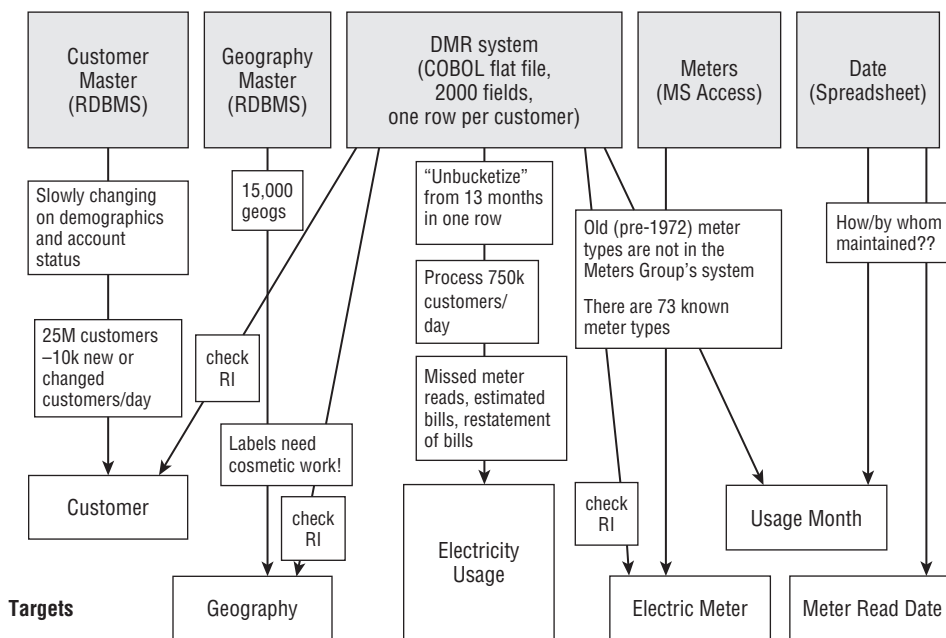 Customer
Master
(RDBMS)
Geography
Master
(RDBMS)
DMR system
(COBOL flat file,
2000 fields,
one row per customer)
Meters
(MS Access)
Date
(Spreadsheet)
Slowly changing
on demographics
and account
status
15,000
geogs
“Unbucketize”
from 13 months
in one row
Old (pre-1972) meter
types are not in the
Meters Group’s system
There are 73 known
meter types
How/by whom
maintained??
Process 750k
customers/
day
25M customers
–10k new or
changed
customers/day
check
RI
Missed meter
reads, estimated
bills, restatement
of bills
Labels need
cosmetic work!
Customer
check
RI
Electricity
Usage
check
RI
Usage Month
Targets
Geography
Electric Meter
Meter Read Date